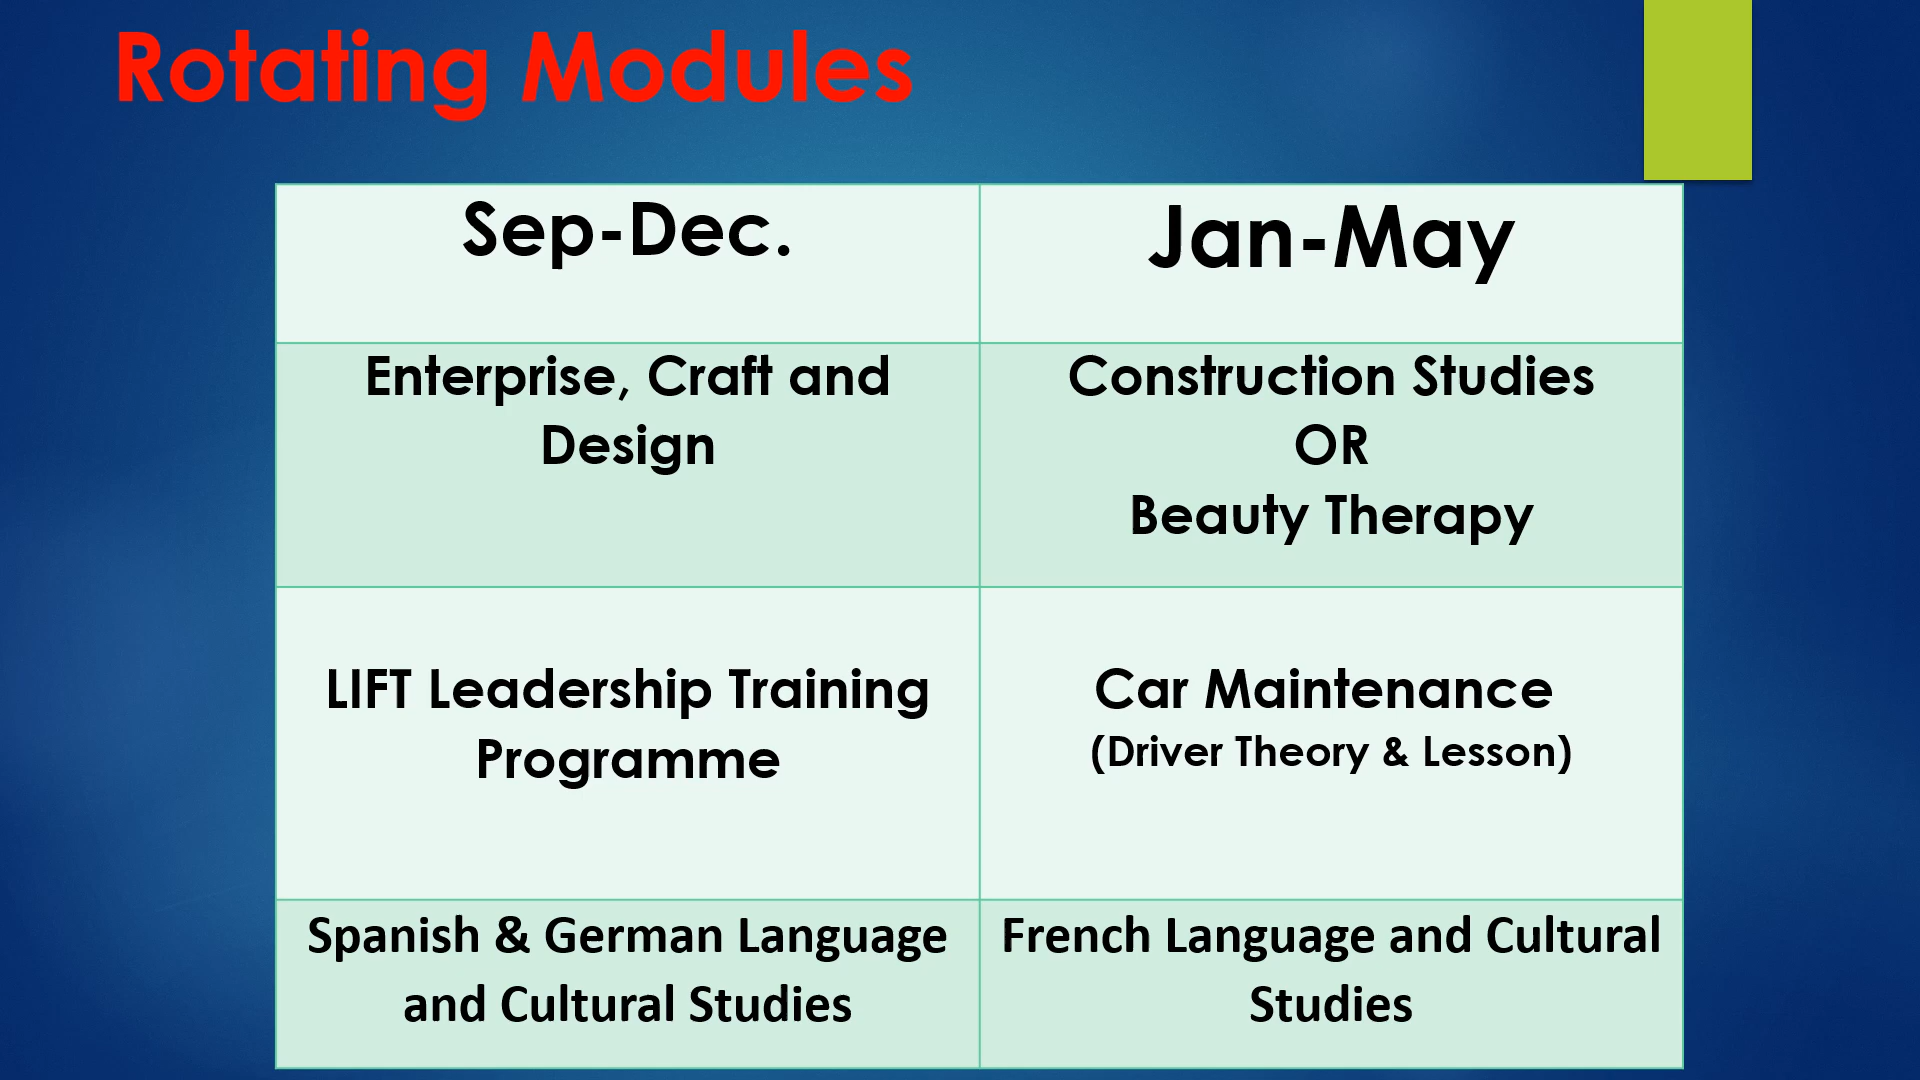 Rotating Modules
Sep-Dec.
Jan-May
Enterprise, Craft and
Design
Construction Studies
OR
Beauty Therapy
LIFT Leadership Training
Programme
Car Maintenance
(Driver Theory & Lesson)
Spanish & German Language
and Cultural Studies
French Language and Cultural
Studies